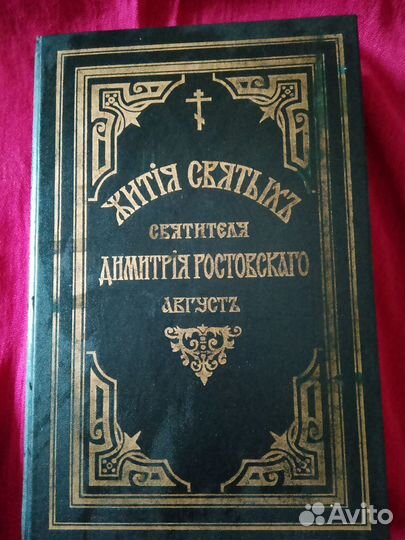 ЖИТІЯ СВЯТЫХЪ
СВЯТИТЕЛЯ
ДИМИТРІЯ РОСТОВСКАГО
АВГУСТЪ
Avito